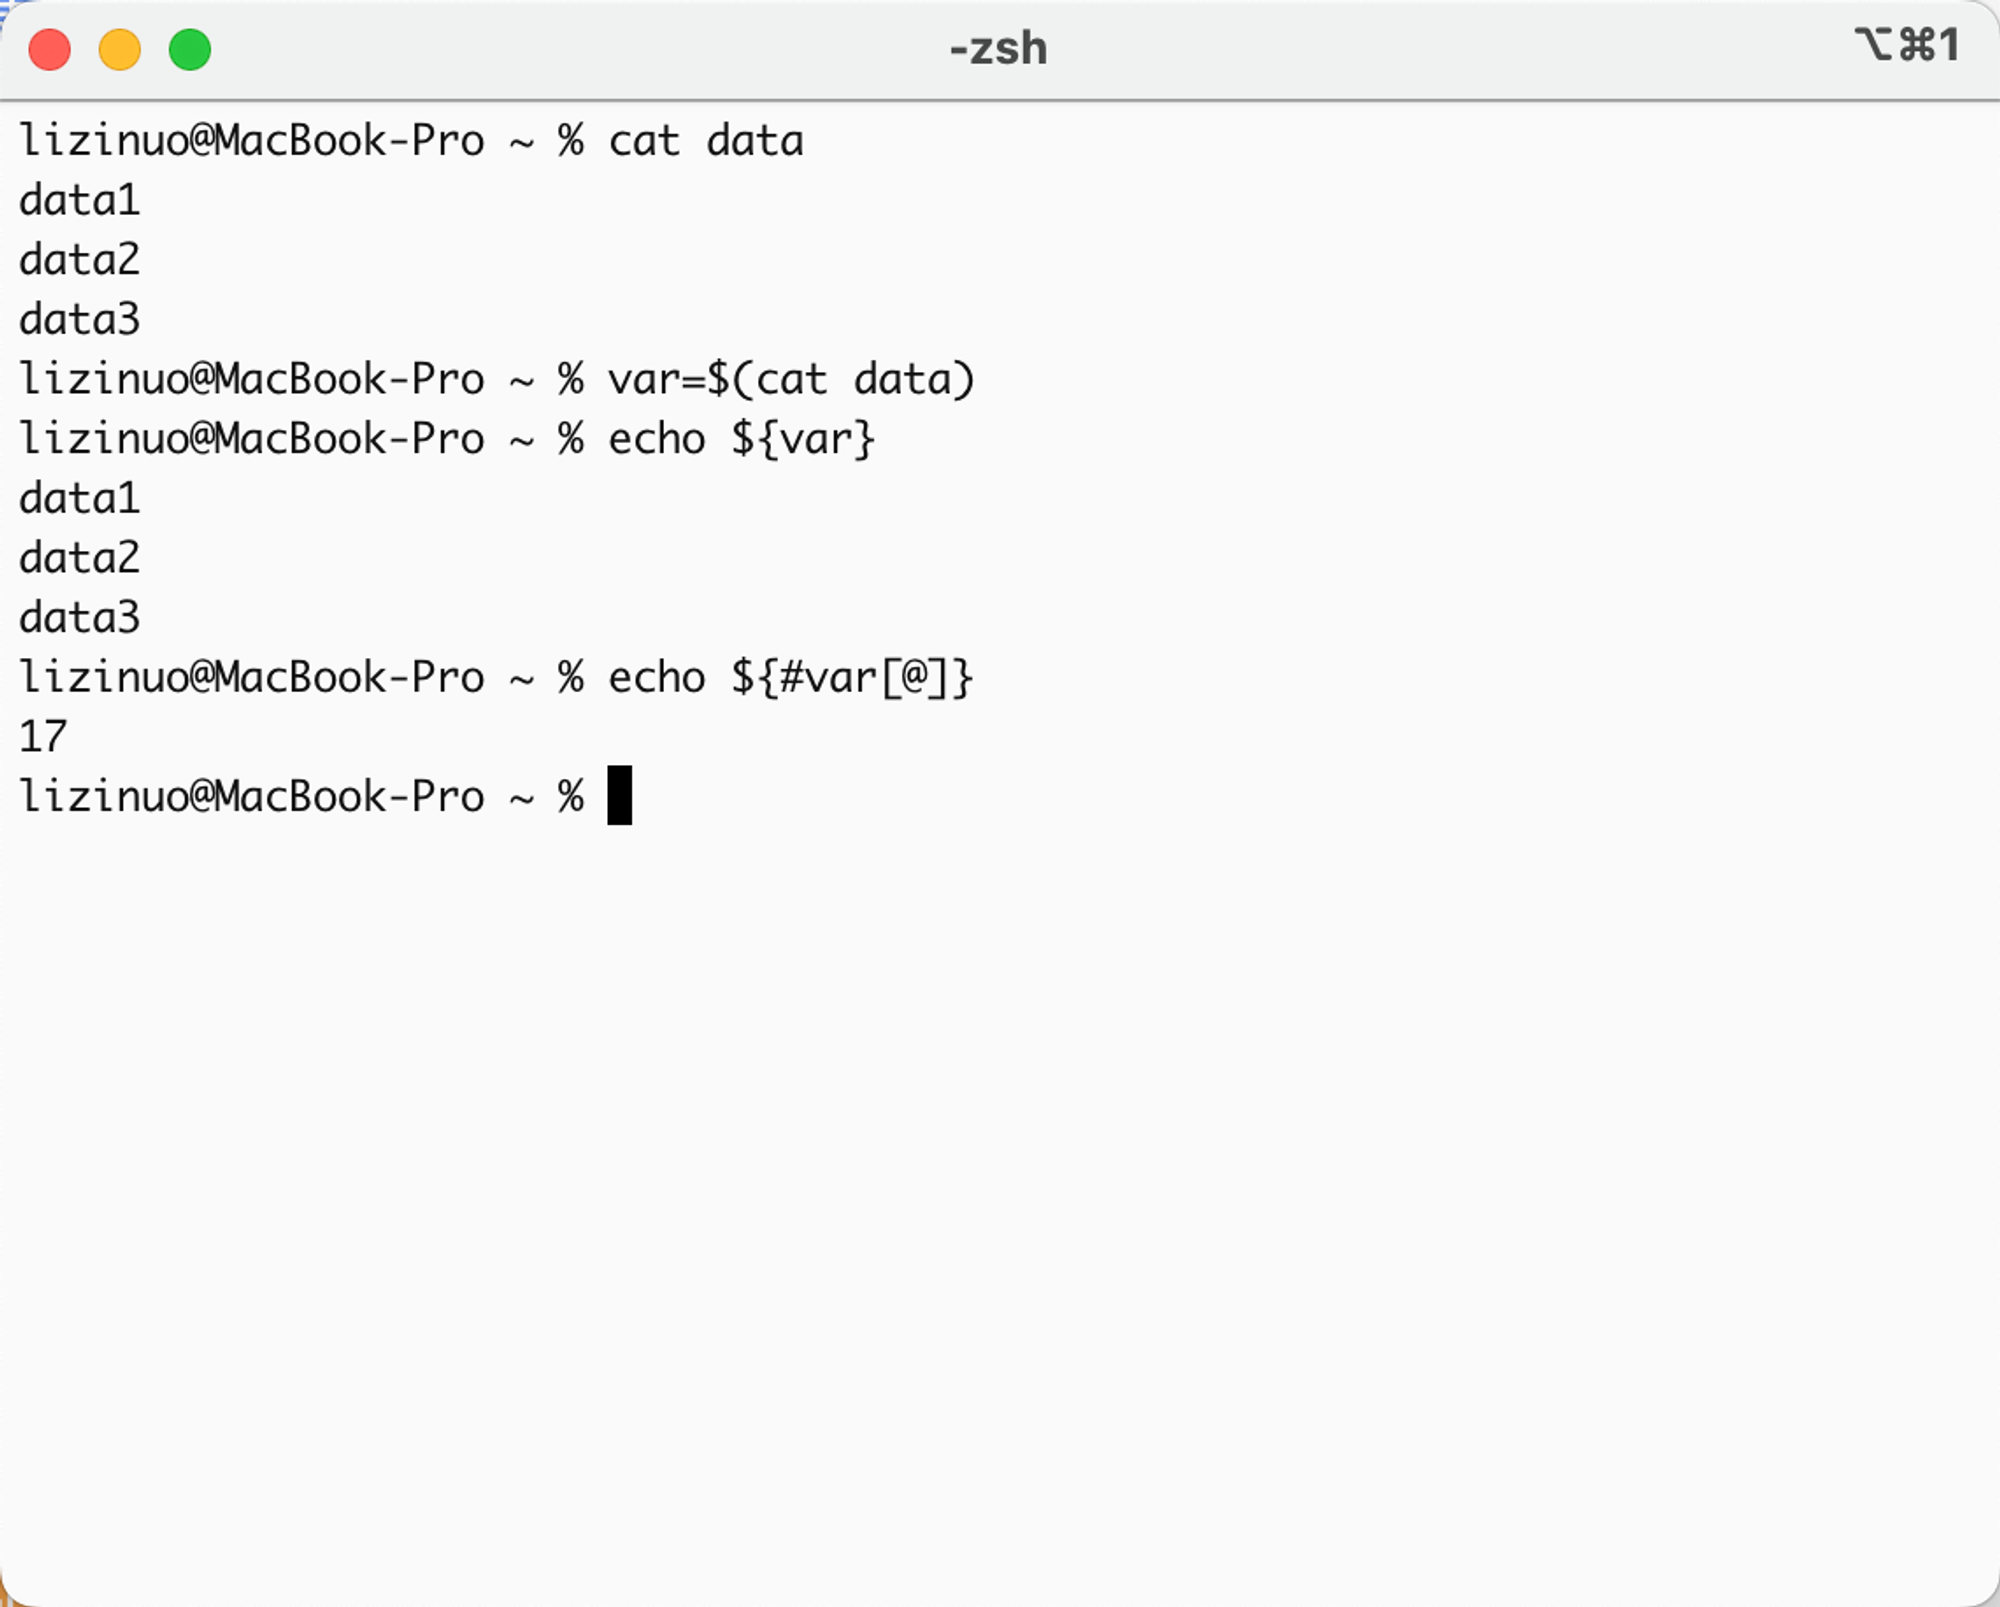 -zsh
⌥⌘1
lizinuo@MacBook-Pro ~ % cat data
data1
data2
data3
lizinuo@MacBook-Pro ~ % var=$(cat data)
lizinuo@MacBook-Pro ~ % echo ${var}
data1
data2
data3
lizinuo@MacBook-Pro ~ % echo ${#var[@]}
17
lizinuo@MacBook-Pro ~ %